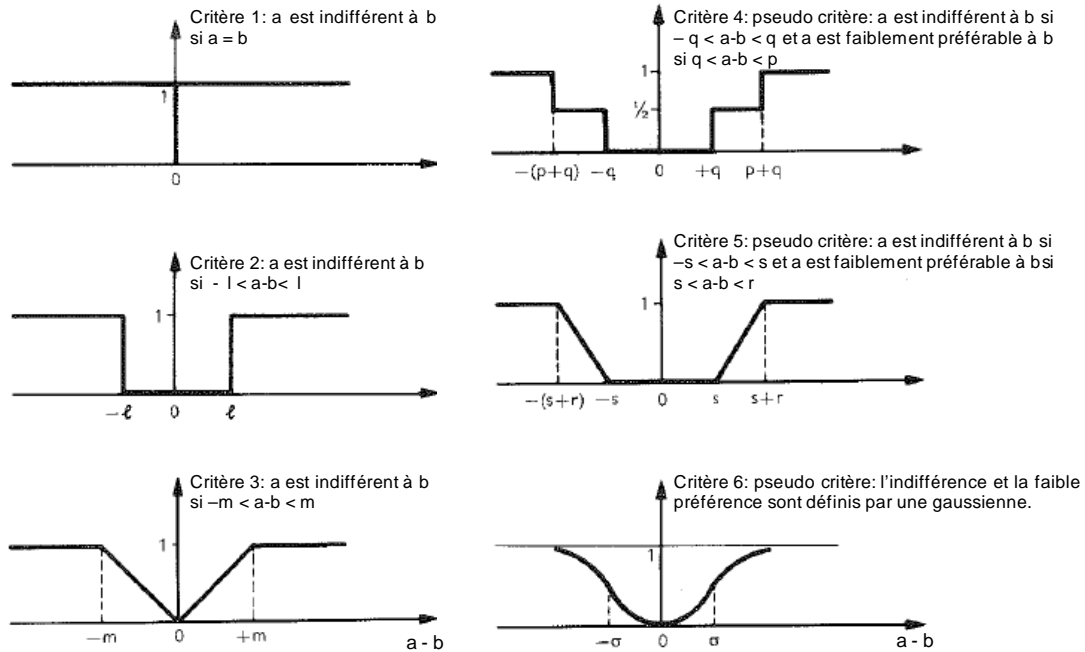 Critère 1: a est indifférent à b
si a = b
1
0
Critère 4: pseudo critère: a est indifférent à b si
– q < a-b < q et a est faiblement préférable à b
si q < a-b < p
1
½
−(p+q) −q 0 +q p+q
Critère 2: a est indifférent à b
si - l < a-b< l
1
−ℓ 0 ℓ
Critère 5: pseudo critère: a est indifférent à b si
–s < a-b < s et a est faiblement préférable à b si
s < a-b < r
1
−(s+r) −s 0 s s+r
Critère 3: a est indifférent à b
si –m < a-b < m
1
−m 0 +m
a - b
Critère 6: pseudo critère: l'indifférence et la faible
préférence sont définis par une gaussienne.
1
−σ 0 σ
a - b